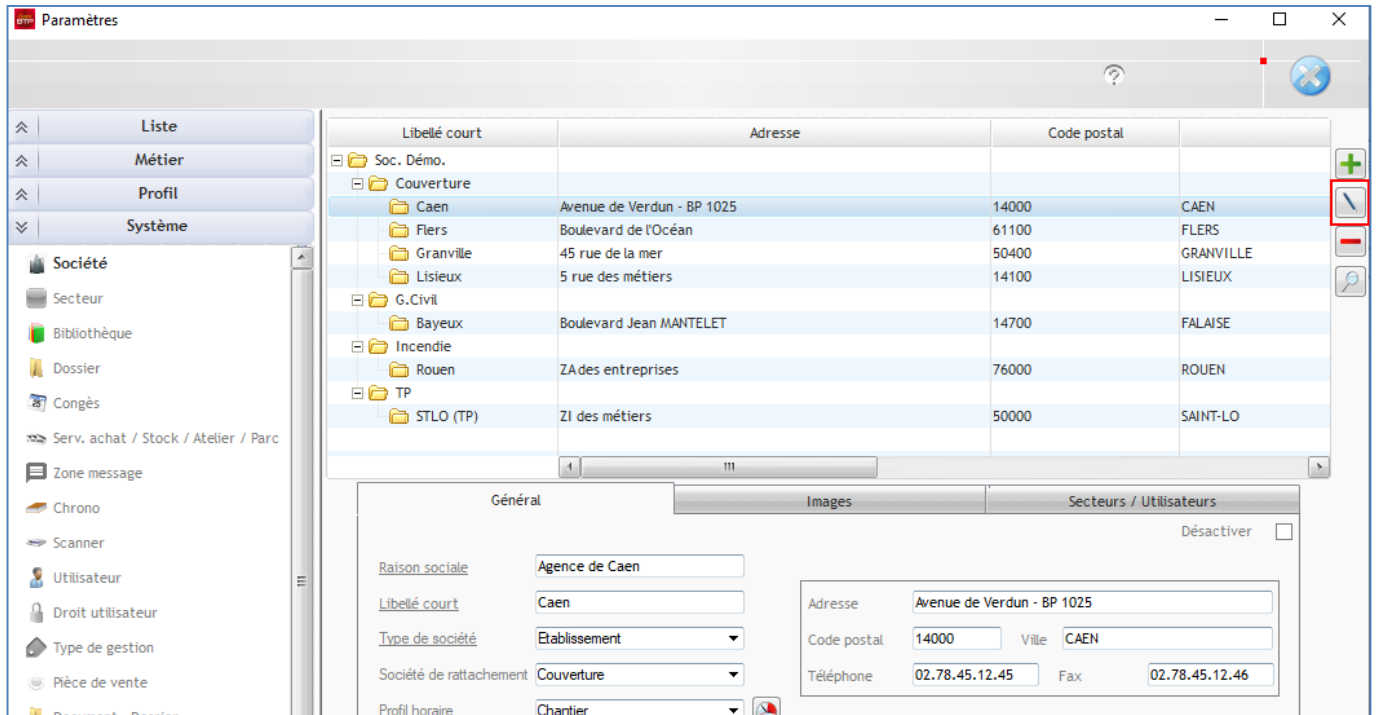 BTP Paramètres
?
Liste
Métier
Profil
Système
Société
Secteur
Bibliothèque
Dossier
Congès
Serv. achat / Stock / Atelier / Parc
Zone message
Chrono
Scanner
Utilisateur
Droit utilisateur
Type de gestion
Pièce de vente
Document - Dossier
Libellé court Adresse Code postal
Soc. Démo.
Couverture
Caen Avenue de Verdun - BP 1025 14000 CAEN
Flers Boulevard de l'Océan 61100 FLERS
Granville 45 rue de la mer 50400 GRANVILLE
Lisieux 5 rue des métiers 14100 LISIEUX
G.Civil
Bayeux Boulevard Jean MANTELET 14700 FALAISE
Incendie
Rouen ZA des entreprises 76000 ROUEN
TP
STLO (TP) ZI des métiers 50000 SAINT-LO
Général Images Secteurs / Utilisateurs
Désactiver
Raison sociale Agence de Caen
Libellé court Caen
Type de société Etablissement
Société de rattachement Couverture
Profil horaire Chantier
Adresse Avenue de Verdun - BP 1025
Code postal 14000 Ville CAEN
Téléphone 02.78.45.12.45 Fax 02.78.45.12.46